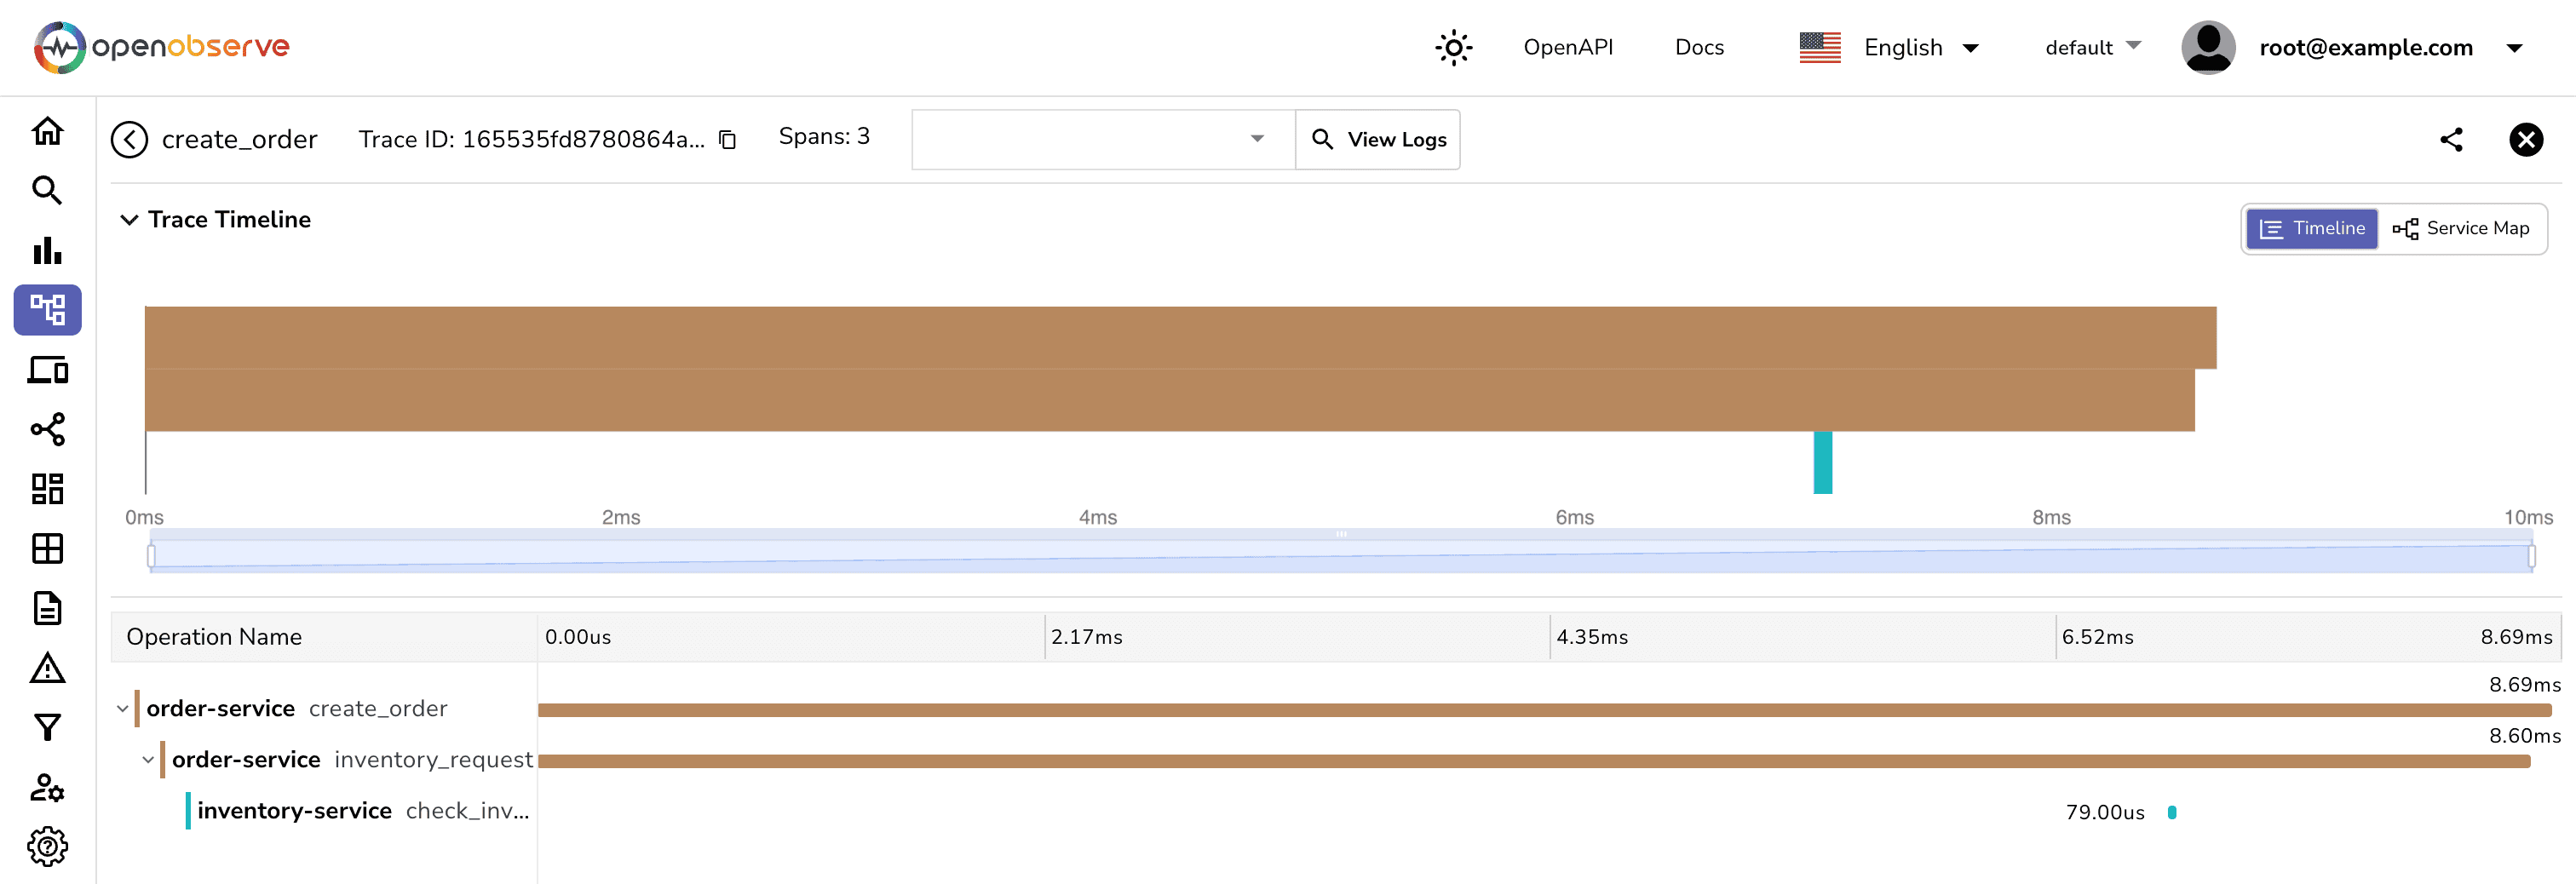 openobserve
OpenAPI Docs English default root@example.com
create_order Trace ID: 165535fd8780864a... Spans: 3 View Logs
Trace Timeline
Timeline Service Map
0ms 2ms 4ms 6ms 8ms 10ms
Operation Name 0.00us 2.17ms 4.35ms 6.52ms 8.69ms
8.69ms
order-service create_order
8.60ms
order-service inventory_request
inventory-service check_inv... 79.00us